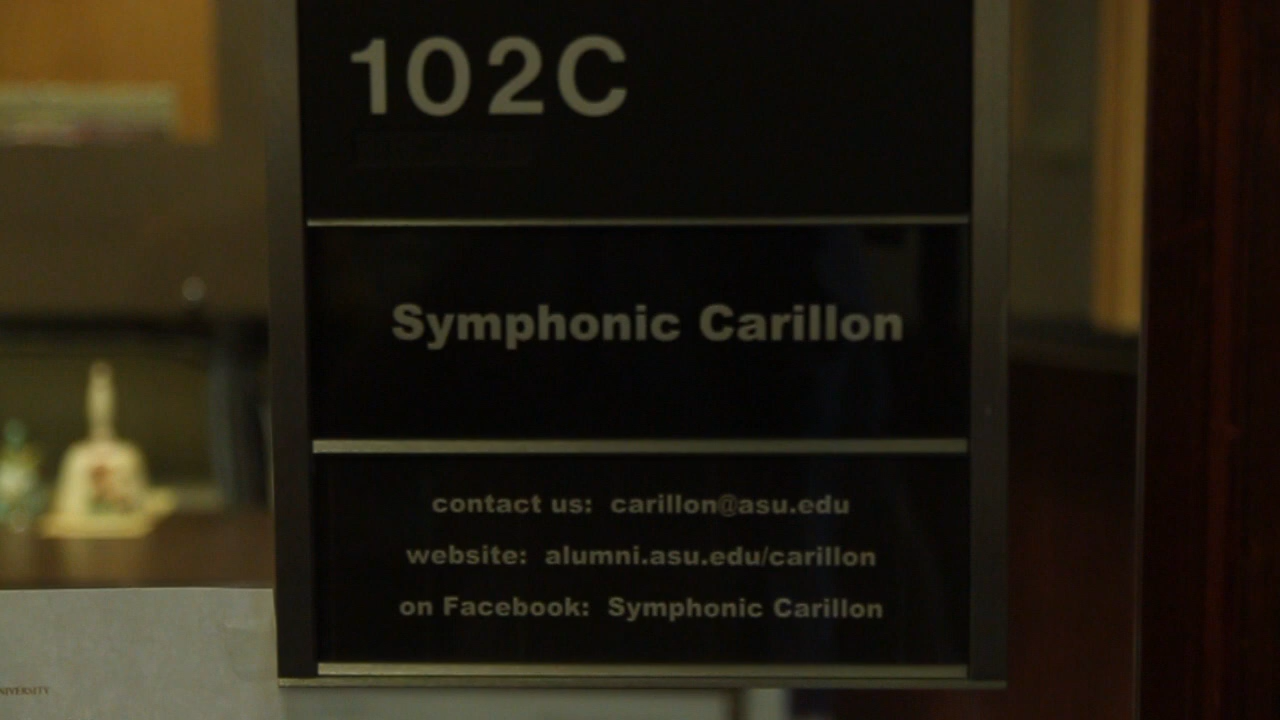 102C
Symphonic Carillon
contact us: carillon@asu.edu
website: alumni.asu.edu/carillon
on Facebook: Symphonic Carillon